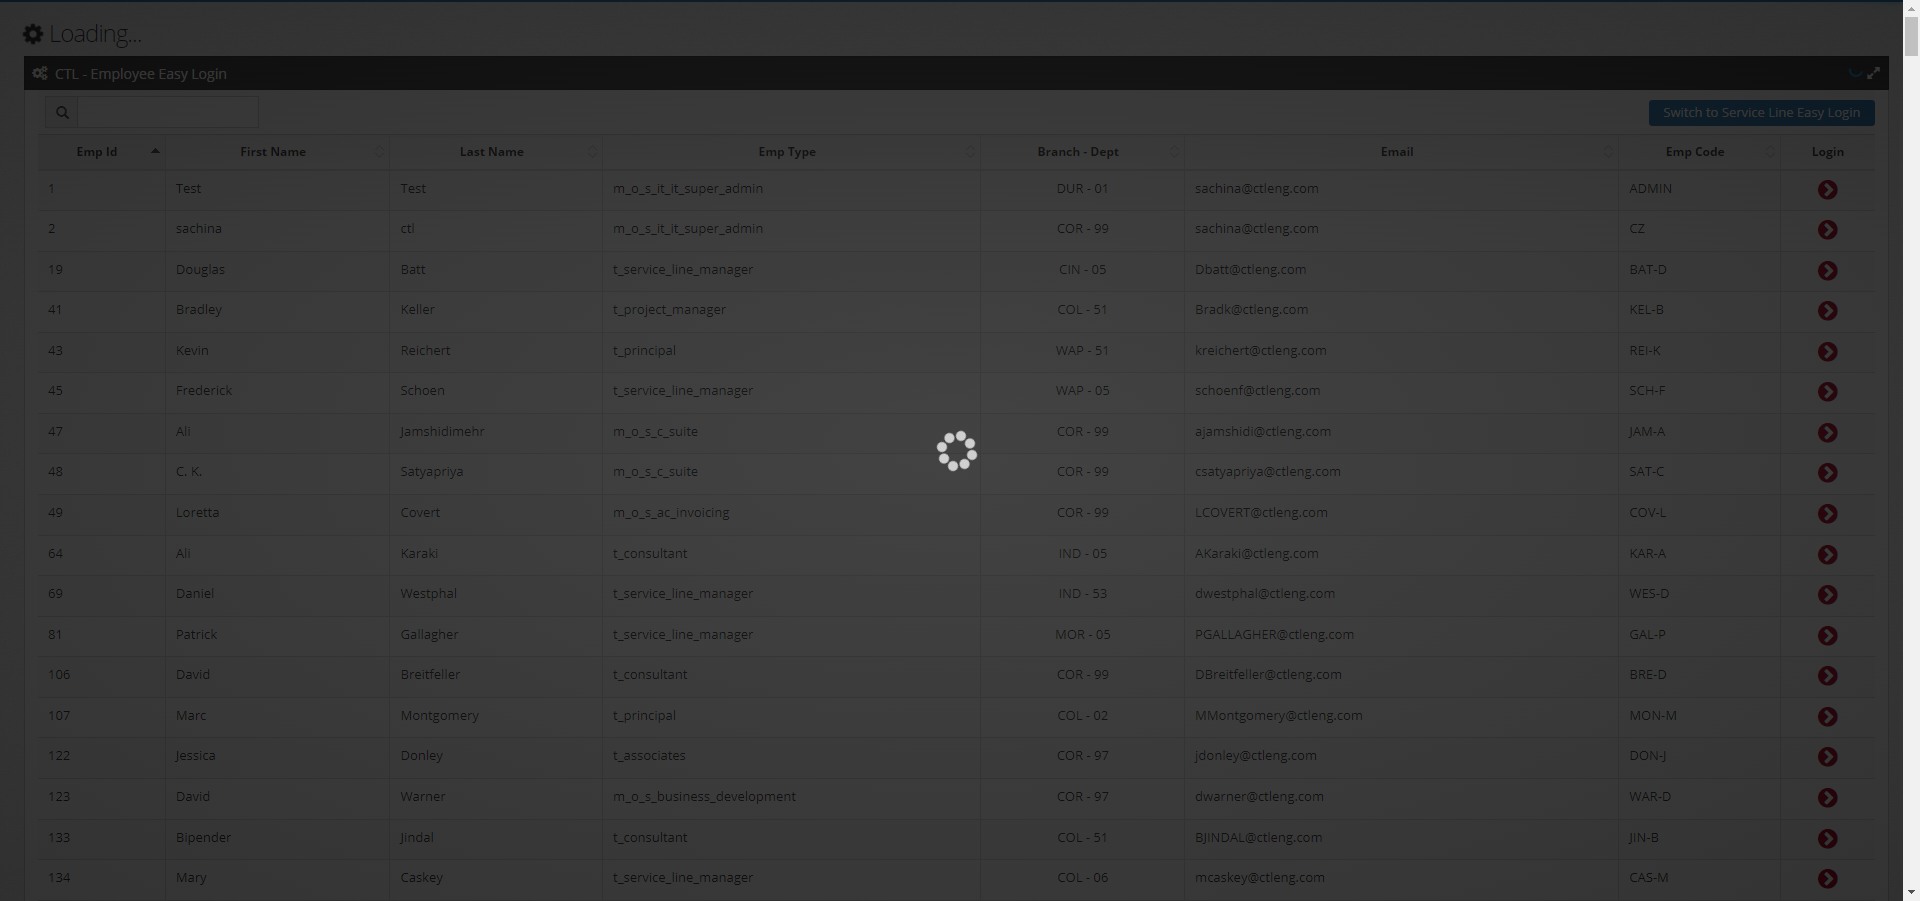 Loading...
CTL - Employee Easy Login
Switch to Service Line Easy Login
Emp Id First Name Last Name Emp Type Branch - Dept Email Emp Code Login
1 Test Test m_o_s_it_it_super_admin DUR - 01 sachina@ctleng.com ADMIN
2 sachina ctl m_o_s_it_it_super_admin COR - 99 sachina@ctleng.com CZ
19 Douglas Batt t_service_line_manager CIN - 05 Dbatt@ctleng.com BAT-D
41 Bradley Keller t_project_manager COL - 51 Bradk@ctleng.com KEL-B
43 Kevin Reichert t_principal WAP - 51 kreichert@ctleng.com REI-K
45 Frederick Schoen t_service_line_manager WAP - 05 schoenf@ctleng.com SCH-F
47 Ali Jamshidimehr m_o_s_c_suite COR - 99 ajamshidi@ctleng.com JAM-A
48 C. K. Satyapriya m_o_s_c_suite COR - 99 csatyapriya@ctleng.com SAT-C
49 Loretta Covert m_o_s_ac_invoicing COR - 99 LCOVERT@ctleng.com COV-L
64 Ali Karaki t_consultant IND - 05 AKaraki@ctleng.com KAR-A
69 Daniel Westphal t_service_line_manager IND - 53 dwestphal@ctleng.com WES-D
81 Patrick Gallagher t_service_line_manager MOR - 05 PGALLAGHER@ctleng.com GAL-P
106 David Breitfeller t_consultant COR - 99 DBreitfeller@ctleng.com BRE-D
107 Marc Montgomery t_principal COL - 02 MMontgomery@ctleng.com MON-M
122 Jessica Donley t_associates COR - 97 jdonley@ctleng.com DON-J
123 David Warner m_o_s_business_development COR - 97 dwarner@ctleng.com WAR-D
133 Bipender Jindal t_consultant COL - 51 BJINDAL@ctleng.com JIN-B
134 Mary Caskey t_service_line_manager COL - 06 mcaskey@ctleng.com CAS-M